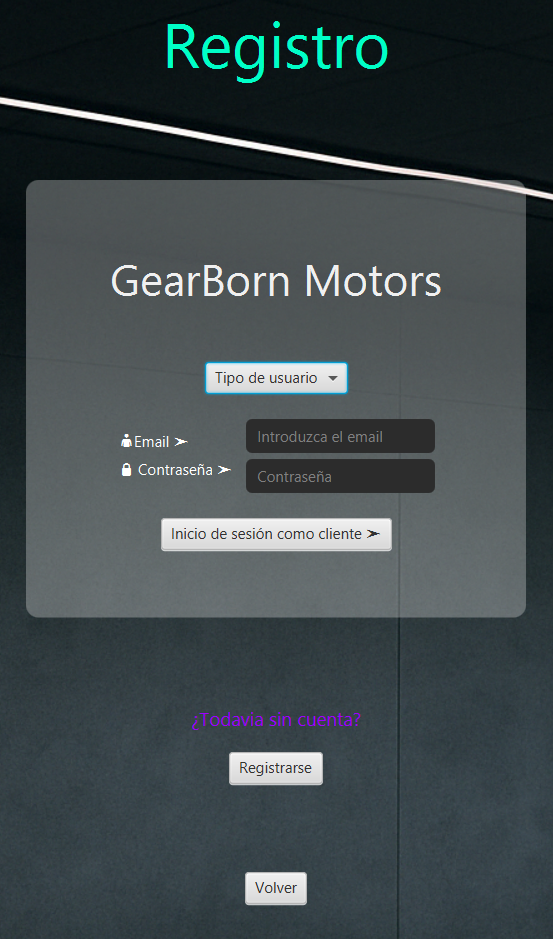 Registro
GearBorn Motors
Tipo de usuario
Email ➤
Introduzca el email
Contraseña ➤
Contraseña
Inicio de sesión como cliente ➤
¿Todavía sin cuenta?
Registrarse
Volver